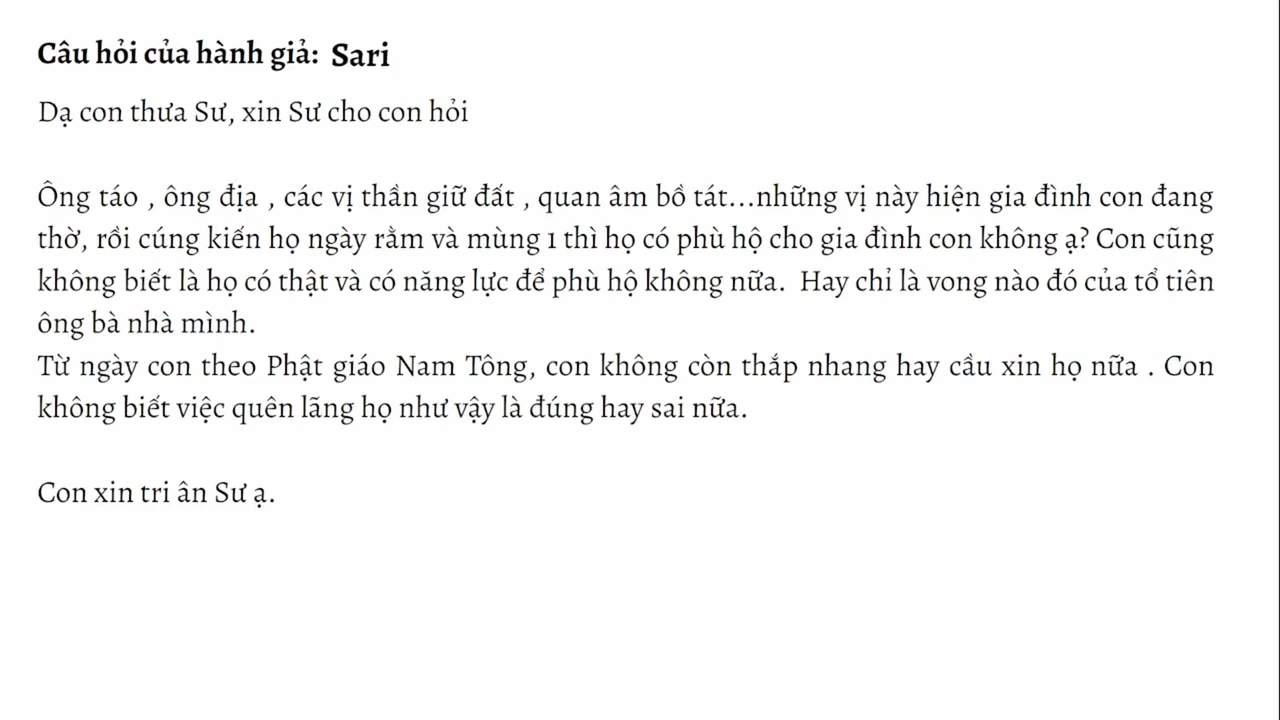 Câu hỏi của hành giả: Sari
Dạ con thưa Sư, xin Sư cho con hỏi
Ông táo , ông địa , các vị thần giữ đất , quan âm bồ tát...những vị này hiện gia đình con đang
thờ, rồi cúng kiến họ ngày rằm và mùng 1 thì họ có phù hộ cho gia đình con không ạ? Con cũng
không biết là họ có thật và có năng lực để phù hộ không nữa. Hay chỉ là vong nào đó của tổ tiên
ông bà nhà mình.
Từ ngày con theo Phật giáo Nam Tông, con không còn thắp nhang hay cầu xin họ nữa . Con
không biết việc quên lãng họ như vậy là đúng hay sai nữa.
Con xin tri ân Sư ạ.